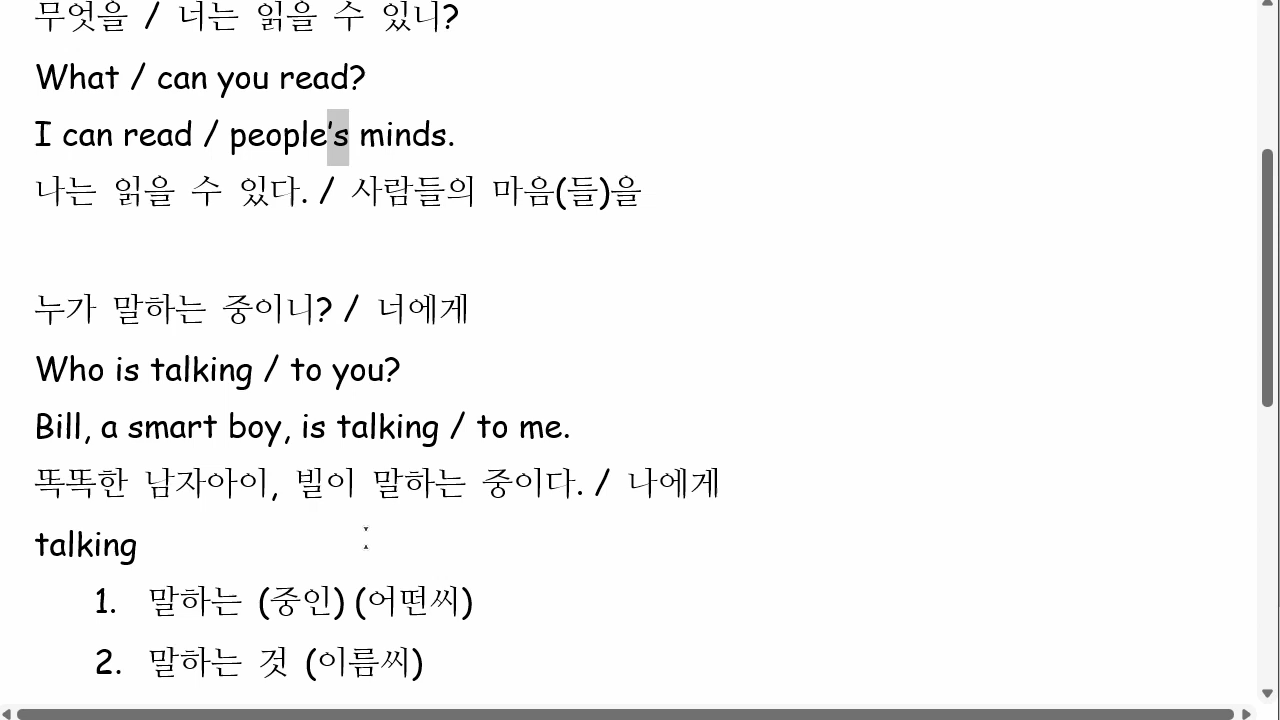 무엇을 / 너는 읽을 수 있니?
What / can you read?
I can read / people's minds.
나는 읽을 수 있다. / 사람들의 마음(들)을
누가 말하는 중이니? / 너에게
Who is talking / to you?
Bill, a smart boy, is talking / to me.
똑똑한 남자아이, 빌이 말하는 중이다. / 나에게
talking
1. 말하는 (중인) (어떤씨)
2. 말하는 것 (이름씨)